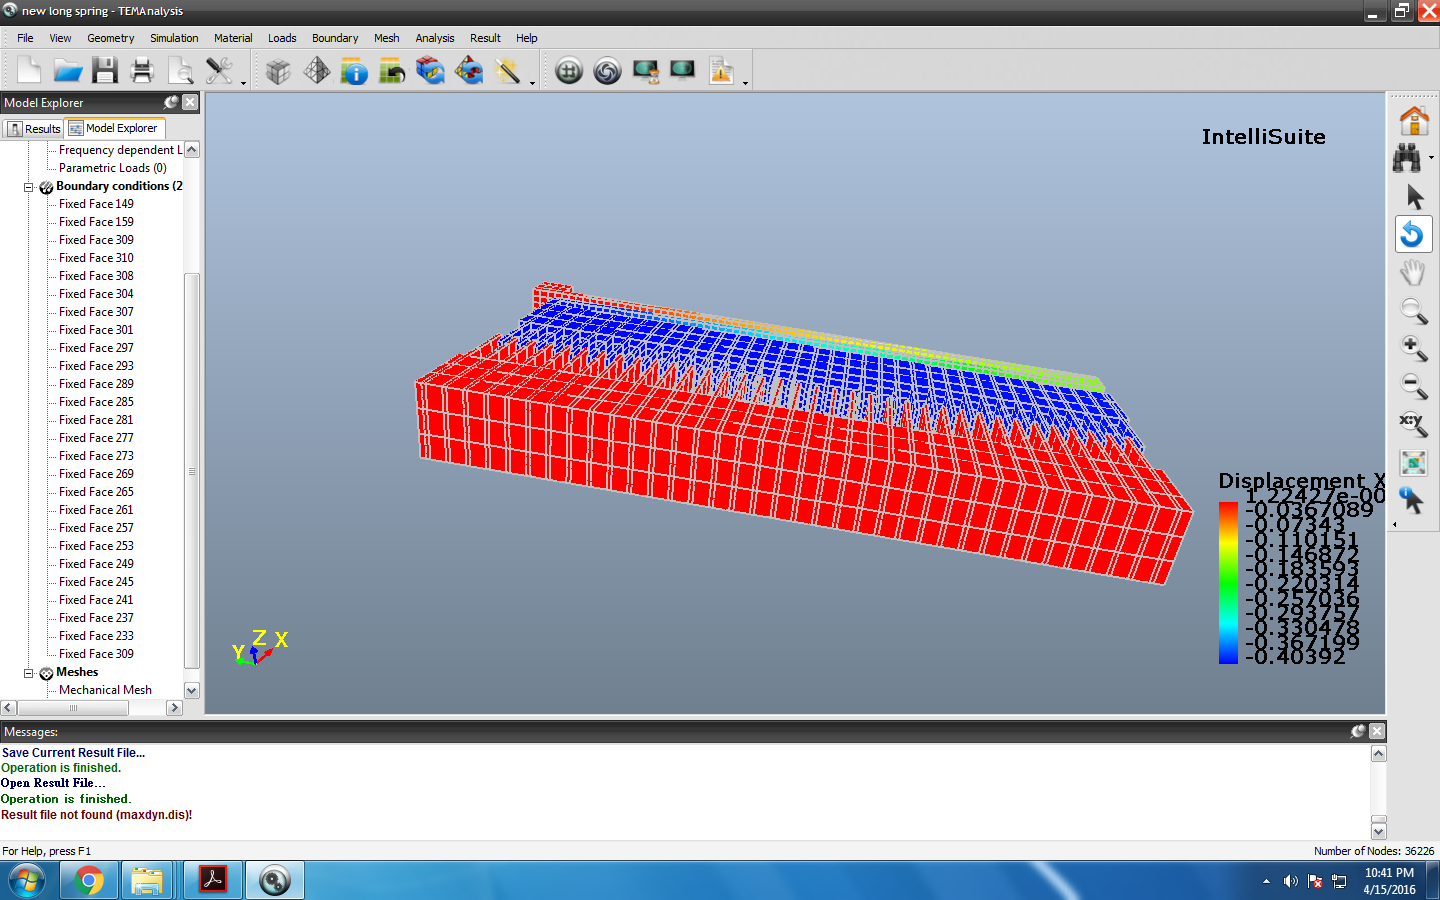 new long spring - TEMAnalysis
File View Geometry Simulation Material Loads Boundary Mesh Analysis Result Help
Model Explorer
Results Model Explorer
Frequency dependent L
Parametric Loads (0)
Boundary conditions (2
Fixed Face 149
Fixed Face 159
Fixed Face 309
Fixed Face 310
Fixed Face 308
Fixed Face 304
Fixed Face 307
Fixed Face 301
Fixed Face 297
Fixed Face 293
Fixed Face 289
Fixed Face 285
Fixed Face 281
Fixed Face 277
Fixed Face 273
Fixed Face 269
Fixed Face 265
Fixed Face 261
Fixed Face 257
Fixed Face 253
Fixed Face 249
Fixed Face 245
Fixed Face 241
Fixed Face 237
Fixed Face 233
Fixed Face 309
Meshes
Mechanical Mesh
IntelliSuite
Displacement X
1.22427e-00
-0.0367089
-0.07343
-0.110151
-0.146872
-0.183593
-0.220314
-0.257036
-0.293757
-0.330478
-0.367199
-0.40392
Y Z X
x:y
Messages:
Save Current Result File...
Operation is finished.
Open Result File...
Operation is finished.
Result file not found (maxdyn.dis)!
For Help, press F1
Number of Nodes: 36226
10:41 PM
4/15/2016